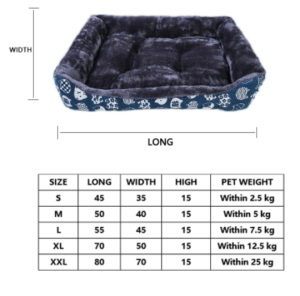 WIDTH
LONG
SIZE LONG WIDTH HIGH PET WEIGHT
S 45 35 15 Within 2.5 kg
M 50 40 15 Within 5 kg
L 55 45 15 Within 7.5 kg
XL 70 50 15 Within 12.5 kg
XXL 80 70 15 Within 25 kg